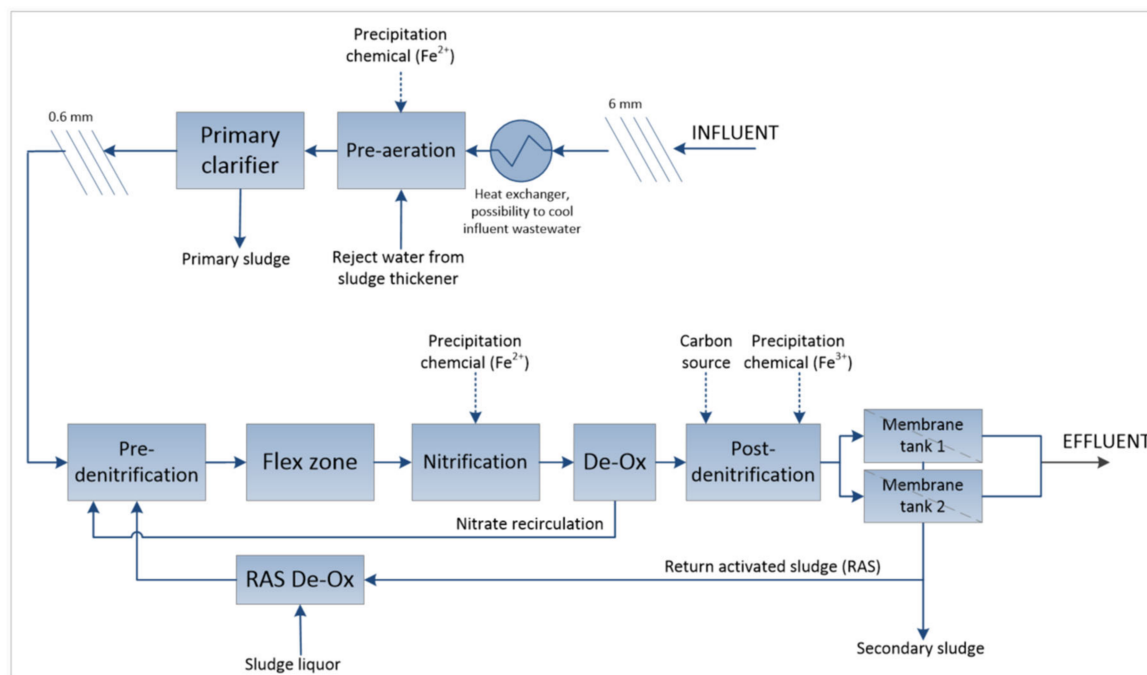 Precipitation
chemical (Fe2+)
0.6 mm
6 mm
INFLUENT
Primary
clarifier
Pre-aeration
Heat exchanger,
possibility to cool
influent wastewater
Primary sludge
Reject water from
sludge thickener
Precipitation
chemcial (Fe2+)
Carbon
source
Precipitation
chemical (Fe3+)
Pre-
denitrification
Flex zone
Nitrification
De-Ox
Post-
denitrification
Membrane
tank 1
Membrane
tank 2
EFFLUENT
Nitrate recirculation
RAS De-Ox
Return activated sludge (RAS)
Sludge liquor
Secondary sludge